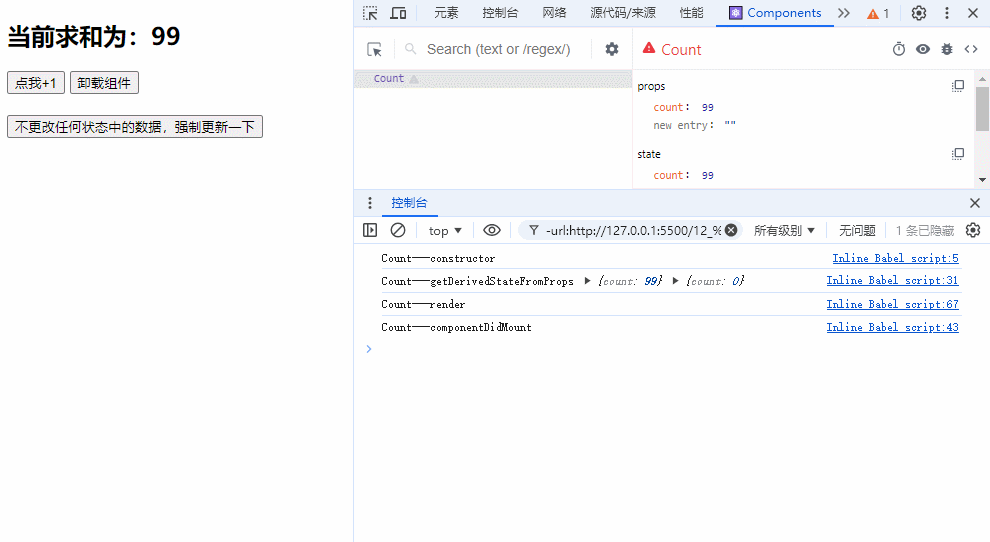 当前求和为：99
点我+1 卸载组件
不更改任何状态中的数据，强制更新一下
元素 控制台 网络 源代码/来源 性能 Components 1
Search (text or /regex/)
Count
Count
props
count: 99
new entry: ""
state
count: 99
控制台
top ▼ -url:http://127.0.0.1:5500/12_% 所有级别 ▼ 无问题 1 条已隐藏
Count---constructor Inline Babel script:5
Count---getDerivedStateFromProps ▶ {count: 99} ▶ {count: 0} Inline Babel script:31
Count---render Inline Babel script:67
Count---componentDidMount Inline Babel script:43